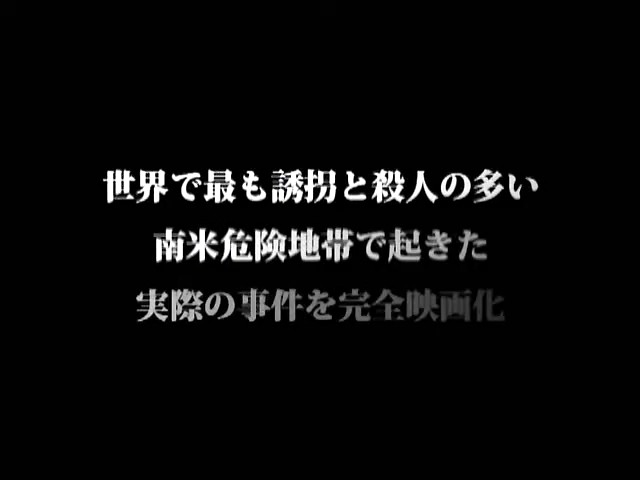 世界で最も誘拐と殺人の多い
南米危険地帯で起きた
実際の事件を完全映画化